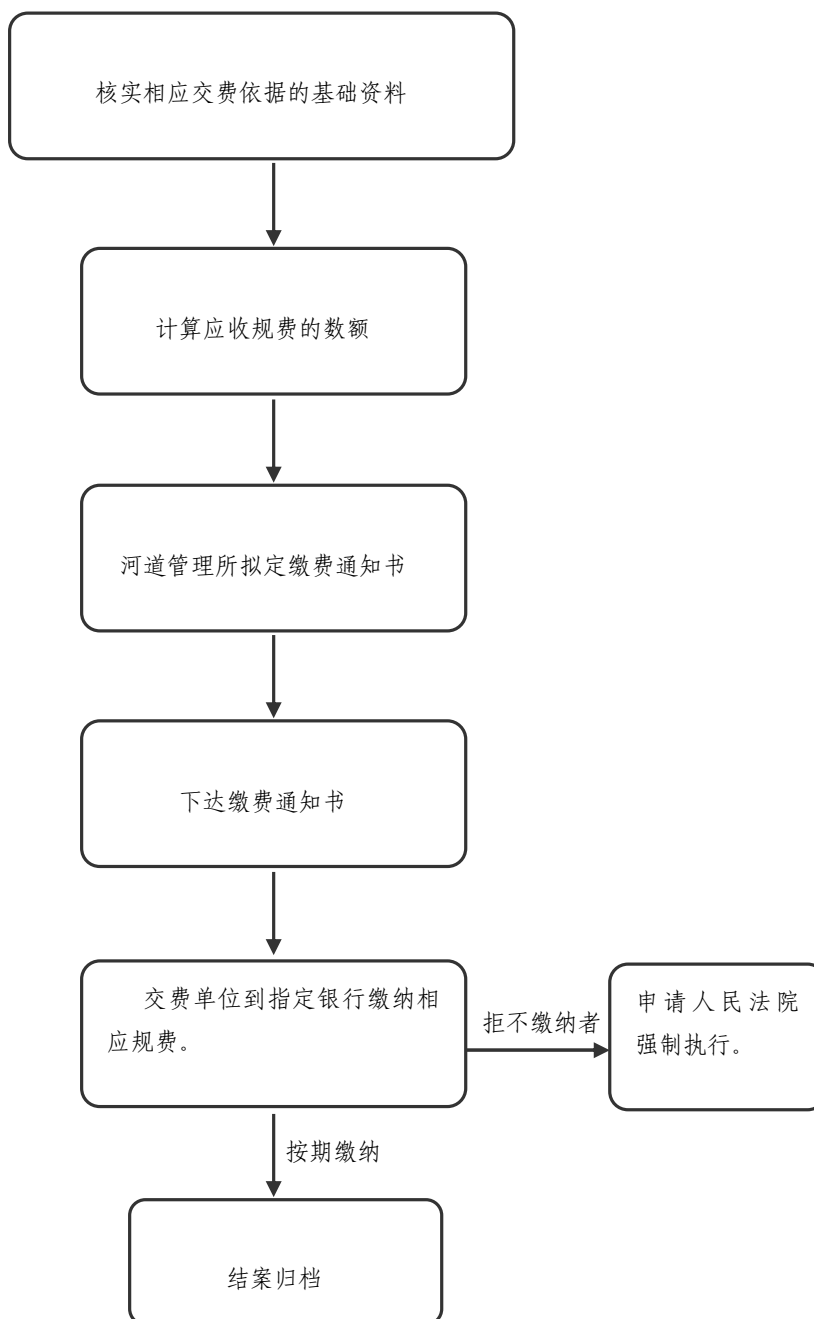 核实相应交费依据的基础资料
计算应收规费的数额
河道管理所拟定缴费通知书
下达缴费通知书
交费单位到指定银行缴纳相
应规费。
拒不缴纳者
申请人民法院
强制执行。
按期缴纳
结案归档